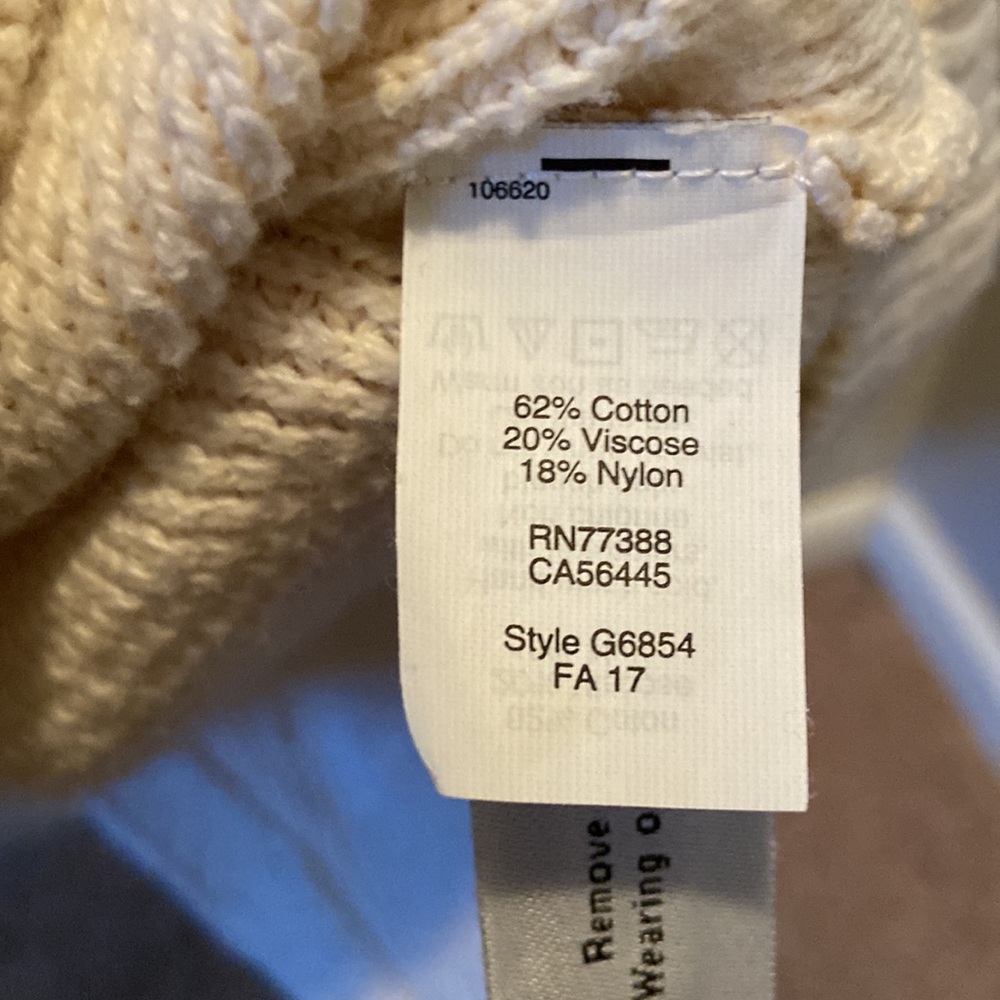 106620
62% Cotton
20% Viscose
18% Nylon
RN77388
CA56445
Style G6854
FA 17
Remove
Wearing o